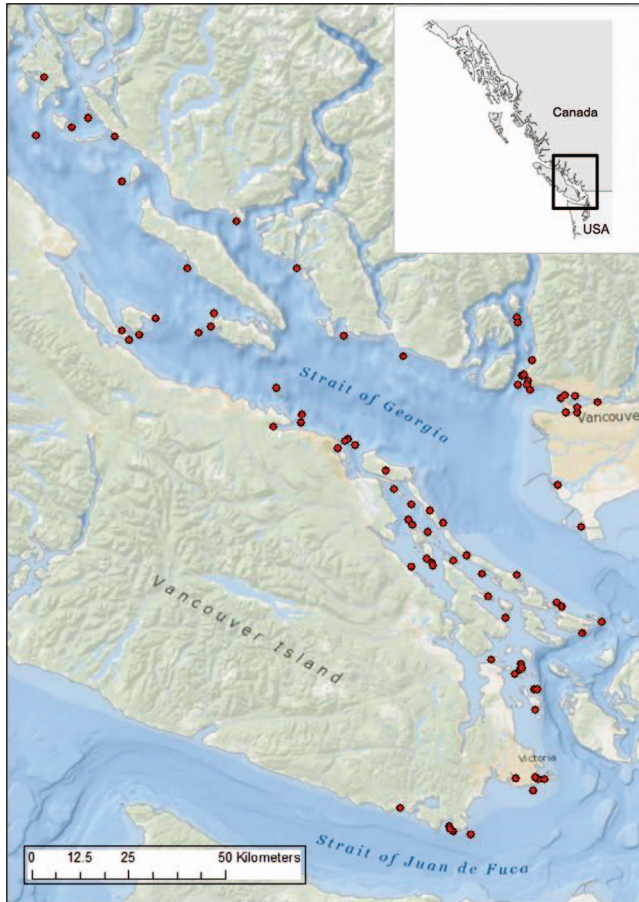 Canada
USA
Strait of Georgia
Vancouver
Vancouver Island
Victoria
0 12.5 25 50 Kilometers
Strait of Juan de Fuca